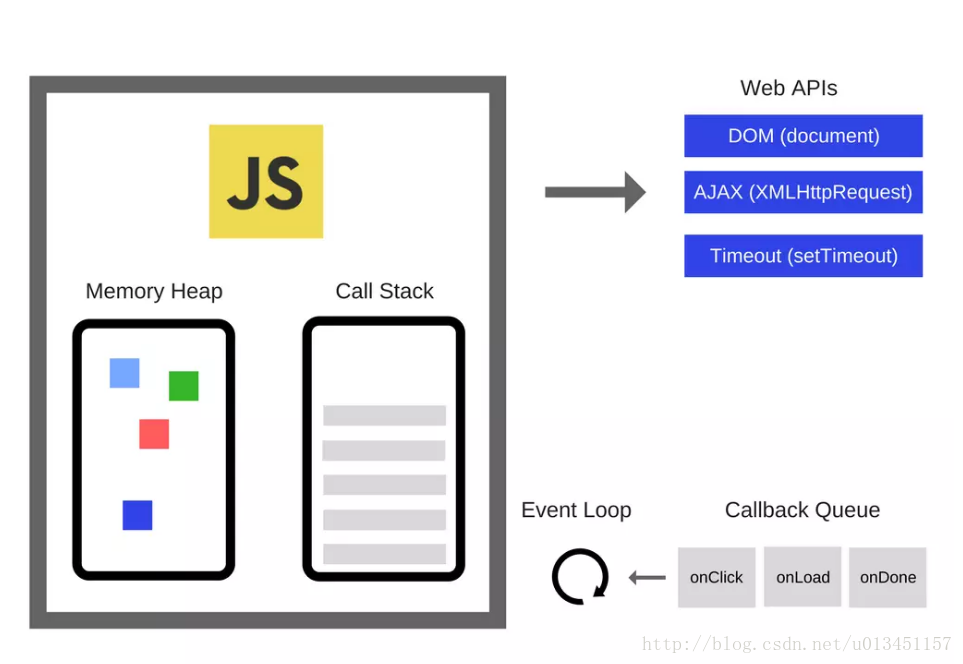 JS
Memory Heap
Call Stack
Web APIs
DOM (document)
AJAX (XMLHttpRequest)
Timeout (setTimeout)
Event Loop
Callback Queue
onClick
onLoad
onDone
http://blog.csdn.net/u013451157